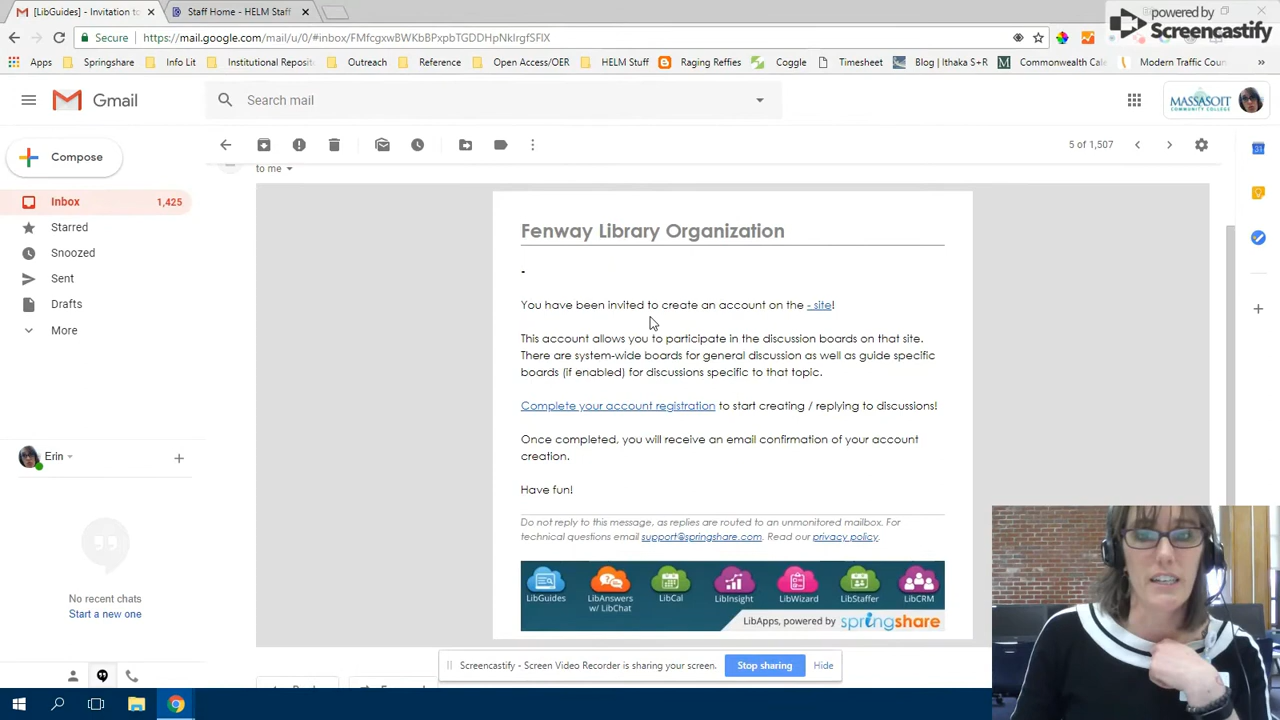 powered by
Screencastify
[LibGuides] - Invitation to
Staff Home - HELM Staff
Secure
Apps
Springshare
Info Lit
Institutional Reposit
Outreach
Reference
Open Access/OER
HELM Stuff
Raging Reffies
Coggle
Timesheet
Blog | Ithaka S+R
Commonwealth Cale
Modern Traffic Coun
Gmail
Search mail
MASSASOIT
COMMUNITY COLLEGE
Compose
5 of 1,507
Inbox 1,425
Starred
Snoozed
Sent
Drafts
More
Erin
No recent chats
Start a new one
to me
Fenway Library Organization
-
You have been invited to create an account on the - site!
This account allows you to participate in the discussion boards on that site.
There are system-wide boards for general discussion as well as guide specific
boards (if enabled) for discussions specific to that topic.
Complete your account registration to start creating / replying to discussions!
Once completed, you will receive an email confirmation of your account
creation.
Have fun!
Do not reply to this message, as replies are routed to an unmonitored mailbox. For
technical questions email support@springshare.com. Read our privacy policy.
LibGuides
LibAnswers
w/ LibChat
LibCal
LibInsight
LibWizard
LibStaffer
LibCRM
LibApps, powered by springshare
Screencastify - Screen Video Recorder is sharing your screen.
Stop sharing
Hide